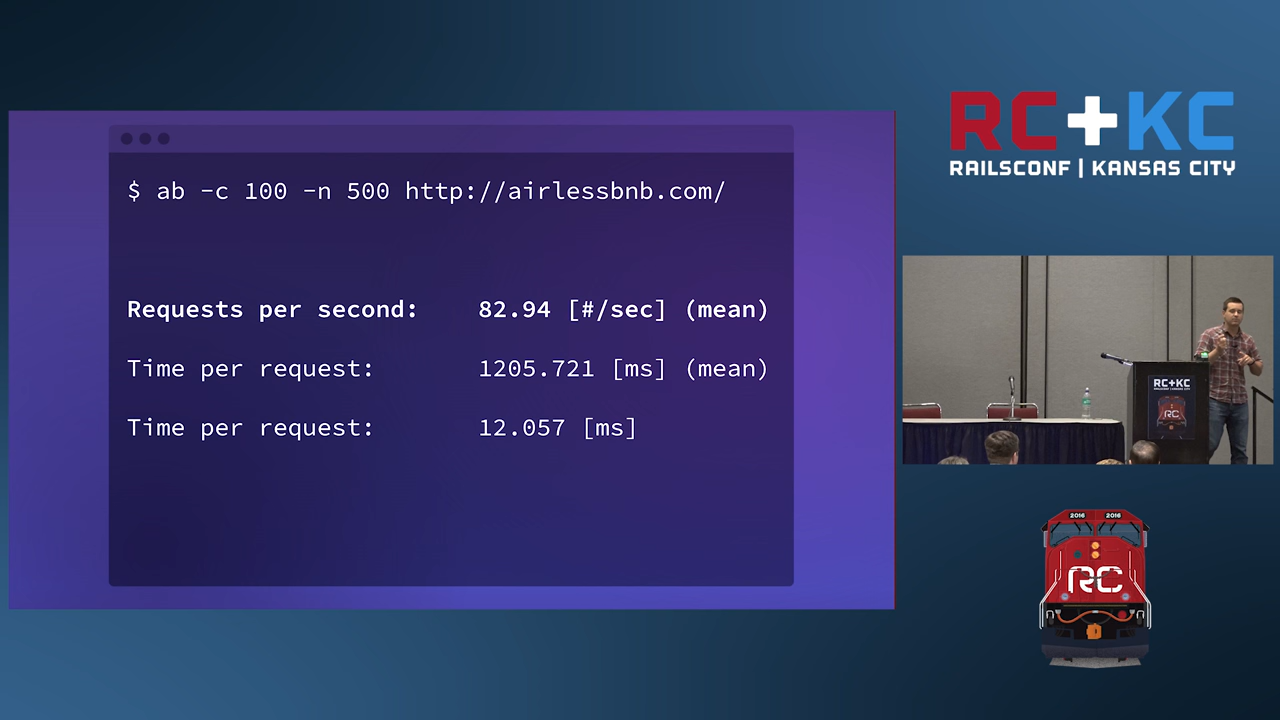 $ ab -c 100 -n 500 http://airlessbnb.com/
Requests per second: 82.94 [#/sec] (mean)
Time per request: 1205.721 [ms] (mean)
Time per request: 12.057 [ms]
RC+KC
RAILSCONF | KANSAS CITY
RC+KC
RC
2016 2016
RC